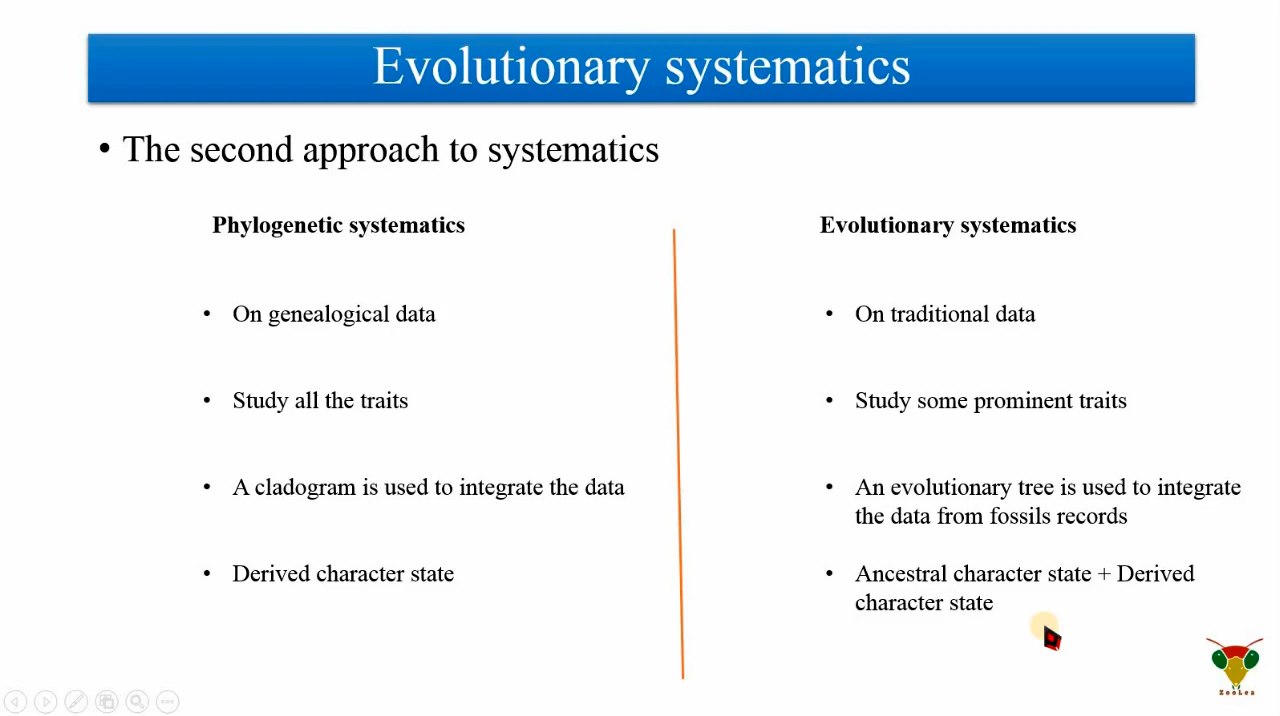 Evolutionary systematics
• The second approach to systematics
Phylogenetic systematics
• On genealogical data
• Study all the traits
• A cladogram is used to integrate the data
• Derived character state
Evolutionary systematics
• On traditional data
• Study some prominent traits
• An evolutionary tree is used to integrate
the data from fossils records
• Ancestral character state + Derived
character state
ZooLea